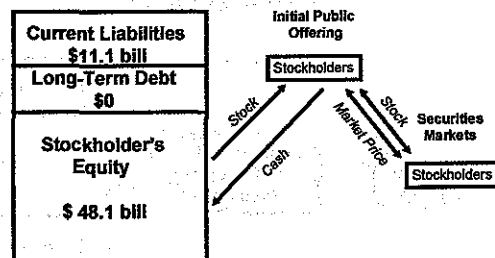 Current Liabilities
$11.1 bill
Long-Term Debt
$0
Stockholder's
Equity
$ 48.1 bill
Initial Public
Offering
Stockholders
Stock
Cash
Stock
Market Price
Securities
Markets
Stockholders